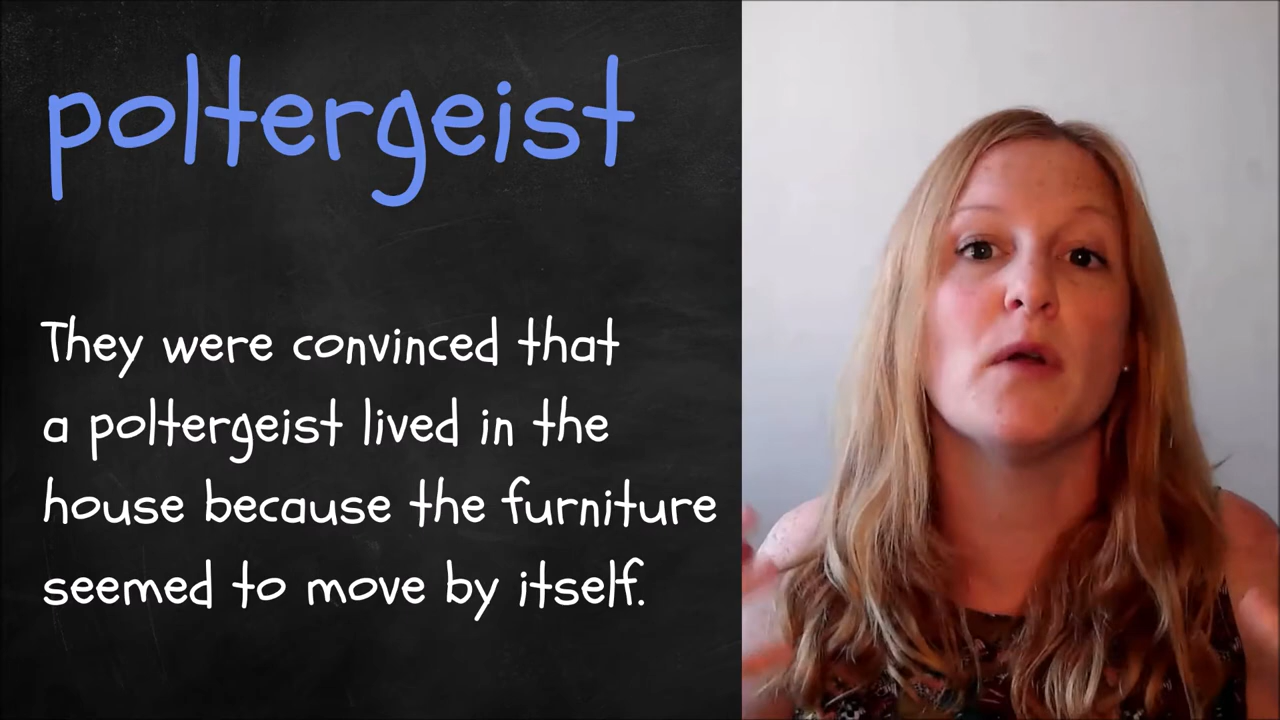 poltergeist
They were convinced that
a poltergeist lived in the
house because the furniture
seemed to move by itself.